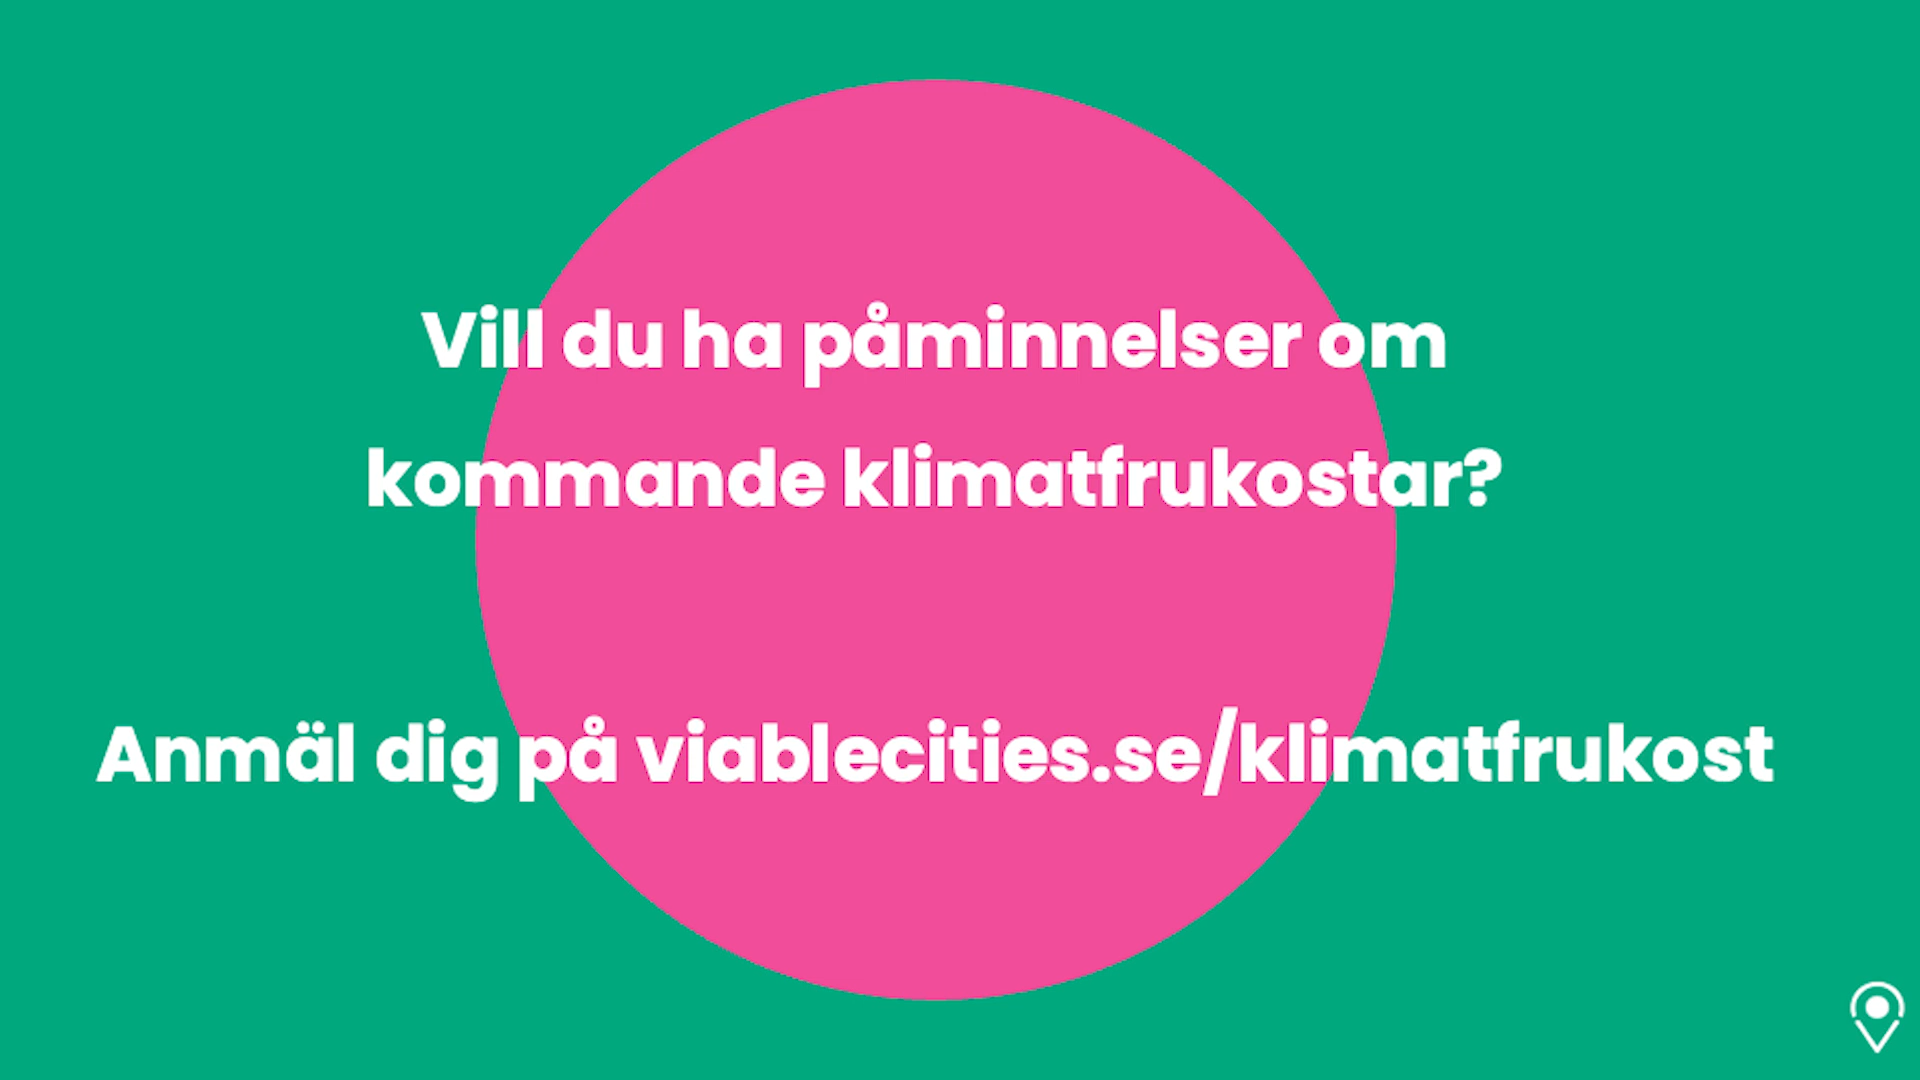 Vill du ha påminnelser om
kommande klimatfrukostar?
Anmäl dig på viablecities.se/klimatfrukost